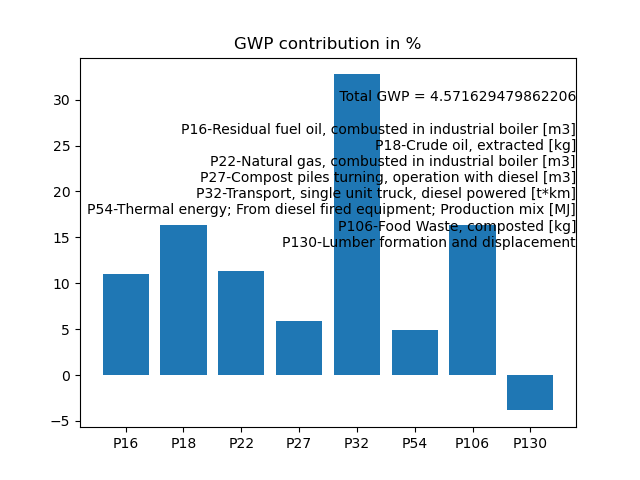 GWP contribution in %
30
25
20
15
10
5
0
−5
Total GWP = 4.571629479862206
P16-Residual fuel oil, combusted in industrial boiler [m3]
P18-Crude oil, extracted [kg]
P22-Natural gas, combusted in industrial boiler [m3]
P27-Compost piles turning, operation with diesel [m3]
P32-Transport, single unit truck, diesel powered [t*km]
P54-Thermal energy; From diesel fired equipment; Production mix [MJ]
P106-Food Waste, composted [kg]
P130-Lumber formation and displacement
P16 P18 P22 P27 P32 P54 P106 P130